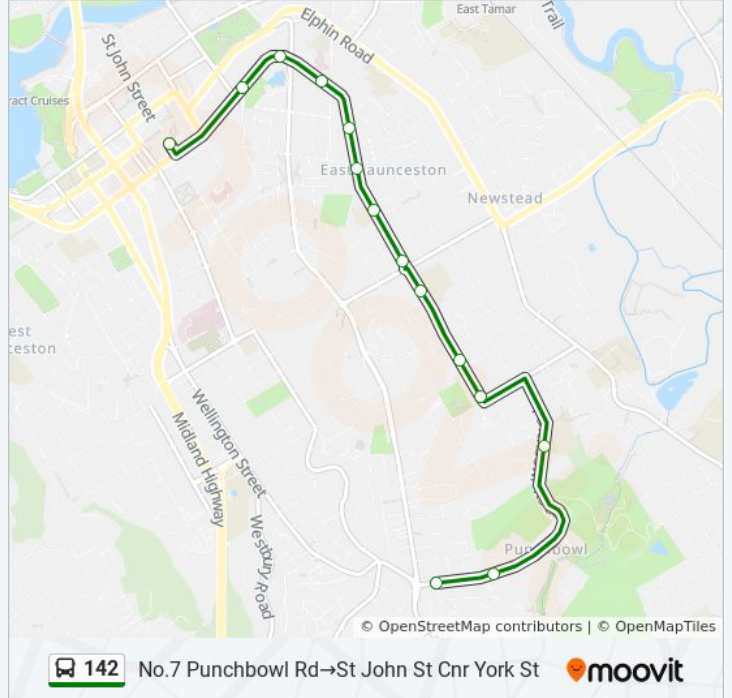 East Tamar
Trail
Elphin Road
St John Street
ract Cruises
East Launceston
Newstead
est
ceston
Wellington Street
Midland Highway
Westbury Road
Punchbowl
© OpenStreetMap contributors | © OpenMapTiles
142 No.7 Punchbowl Rd→St John St Cnr York St moovit